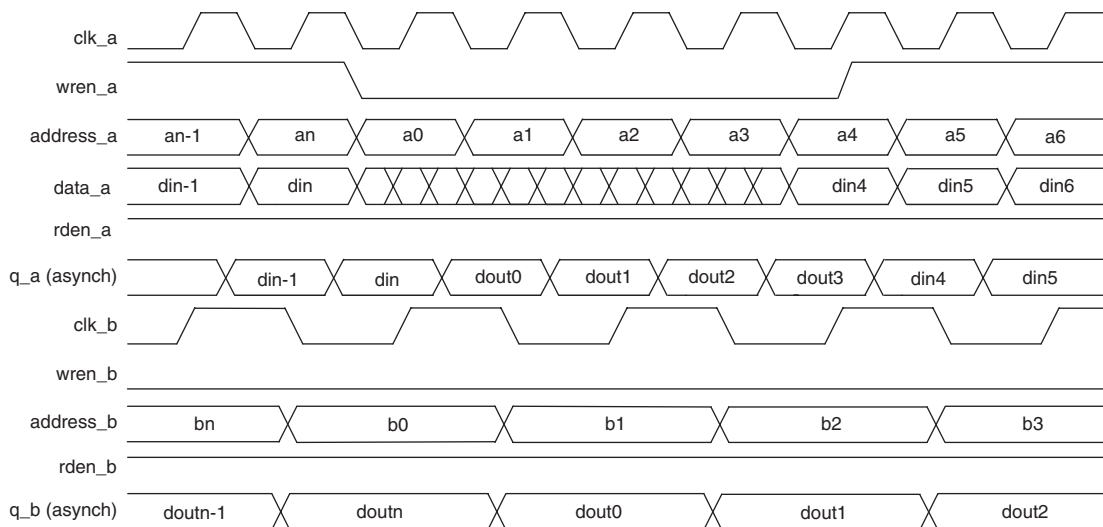 clk_a
wren_a
address_a an-1 an a0 a1 a2 a3 a4 a5 a6
data_a din-1 din din4 din5 din6
rden_a
q_a (asynch) din-1 din dout0 dout1 dout2 dout3 din4 din5
clk_b
wren_b
address_b bn b0 b1 b2 b3
rden_b
q_b (asynch) doutn-1 doutn dout0 dout1 dout2